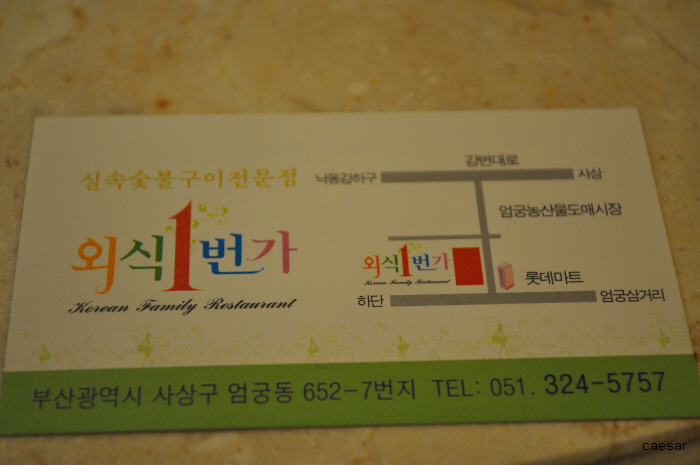 실속숯불구이전문점
외식1번가
Korean Family Restaurant
강변대로
낙동강하구
사상
엄궁농산물도매시장
외식1번가
Korean Family Restaurant
롯데마트
하단
엄궁삼거리
부산광역시 사상구 엄궁동 652-7번지 TEL: 051. 324-5757
caesar